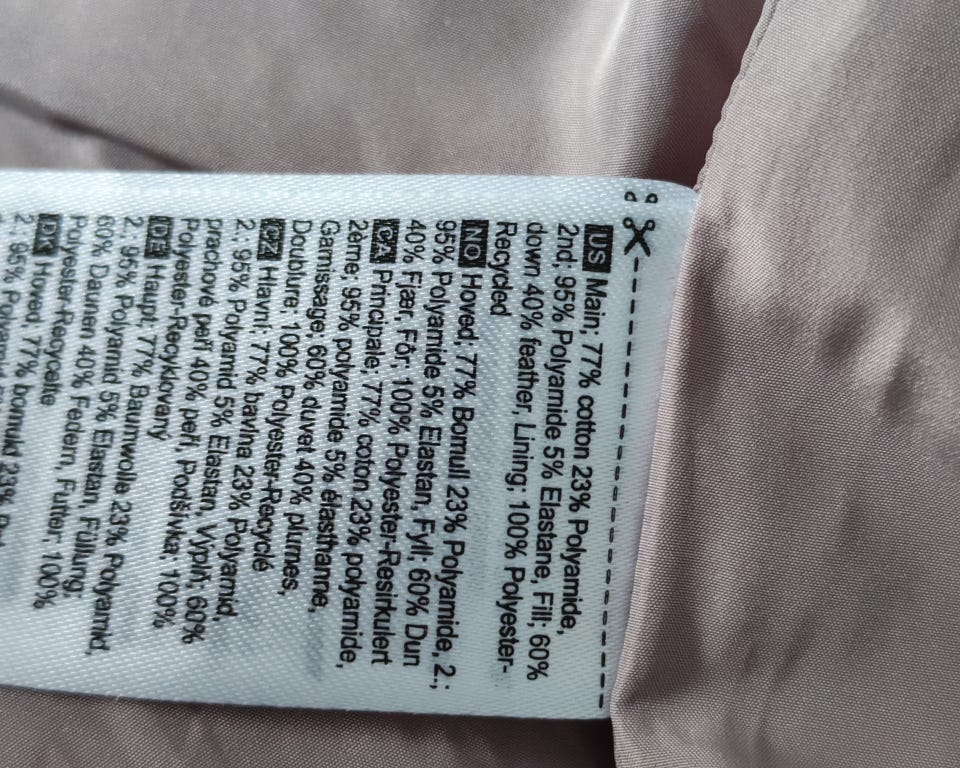 US Main; 77% cotton 23% Polyamide,
2nd; 95% Polyamide 5% Elastane, Fill; 60%
down 40% feather, Lining; 100% Polyester-
Recycled
NO Hoved; 77% Bomull 23% Polyamide, 2.;
95% Polyamide 5% Elastan, Fyll; 60% Dun
40% Fjær, Fôr; 100% Polyester-Resirkulert
CA Principale; 77% coton 23% polyamide,
2ème; 95% polyamide 5% élasthanne,
Garnissage; 60% duvet 40% plumes,
Doublure; 100% Polyester-Recyclé
CZ Hlavní; 77% bavlna 23% Polyamid,
2; 95% Polyamid 5% Elastan, Výplň; 60%
prachové peří 40% peří, Podšívka; 100%
Polyester-Recyklovaný
DE Haupt; 77% Baumwolle 23% Polyamid,
2; 95% Polyamid 5% Elastan, Füllung;
60% Daunen 40% Federn, Futter; 100%
Polyester-Recycelte
DK Hoved; 77% bomuld 23%
2.; 95%